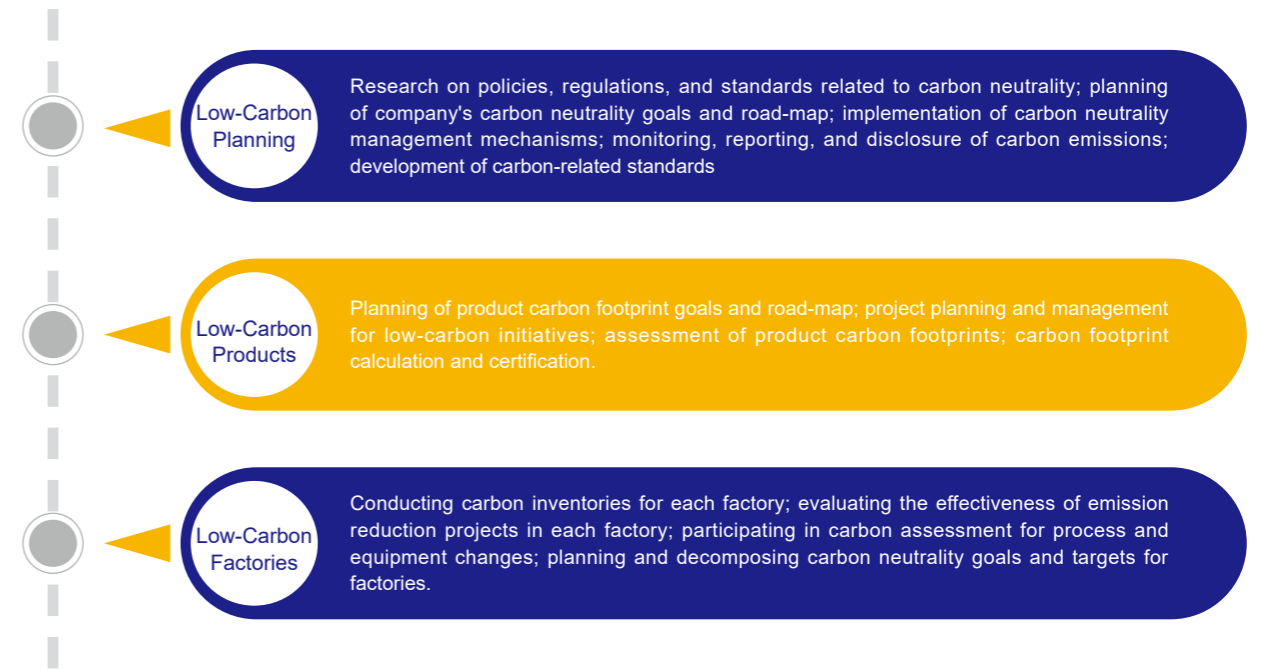 Low-Carbon
Planning
Research on policies, regulations, and standards related to carbon neutrality; planning
of company's carbon neutrality goals and road-map; implementation of carbon neutrality
management mechanisms; monitoring, reporting, and disclosure of carbon emissions;
development of carbon-related standards
Low-Carbon
Products
Planning of product carbon footprint goals and road-map; project planning and management
for low-carbon initiatives; assessment of product carbon footprints; carbon footprint
calculation and certification.
Low-Carbon
Factories
Conducting carbon inventories for each factory; evaluating the effectiveness of emission
reduction projects in each factory; participating in carbon assessment for process and
equipment changes; planning and decomposing carbon neutrality goals and targets for
factories.